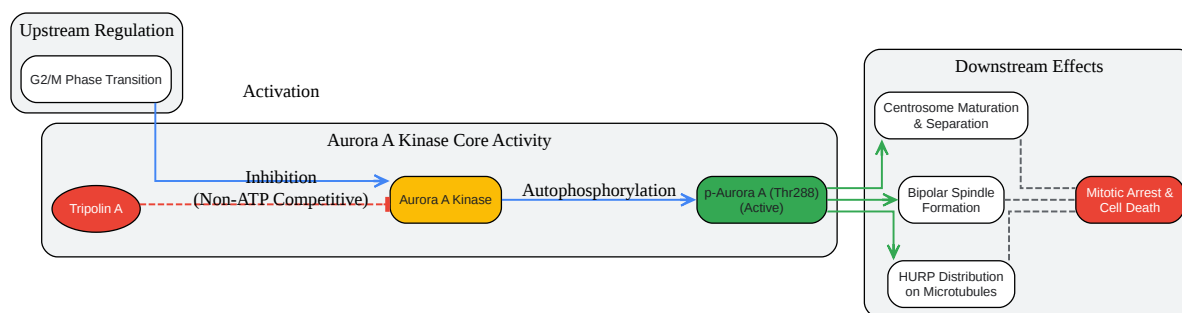 Upstream Regulation
G2/M Phase Transition
Activation
Aurora A Kinase Core Activity
Tripolin A
Inhibition
(Non-ATP Competitive)
Aurora A Kinase
Autophosphorylation
p-Aurora A (Thr288)
(Active)
Downstream Effects
Centrosome Maturation
& Separation
Bipolar Spindle
Formation
HURP Distribution
on Microtubules
Mitotic Arrest &
Cell Death